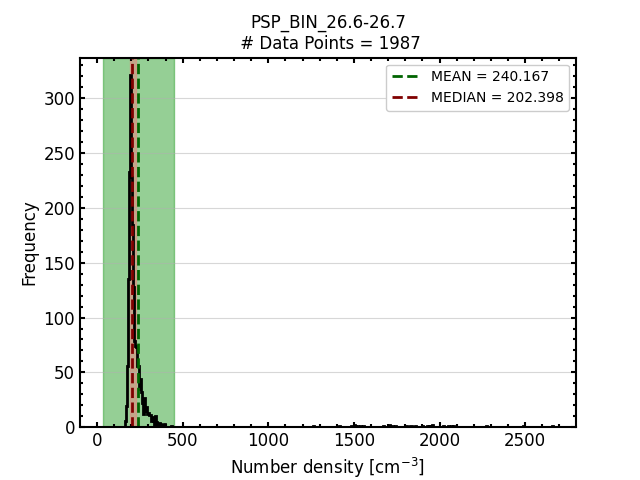 PSP_BIN_26.6-26.7
# Data Points = 1987
MEAN = 240.167
MEDIAN = 202.398
Frequency
300
250
200
150
100
50
0
0 500 1000 1500 2000 2500
Number density [cm⁻³]